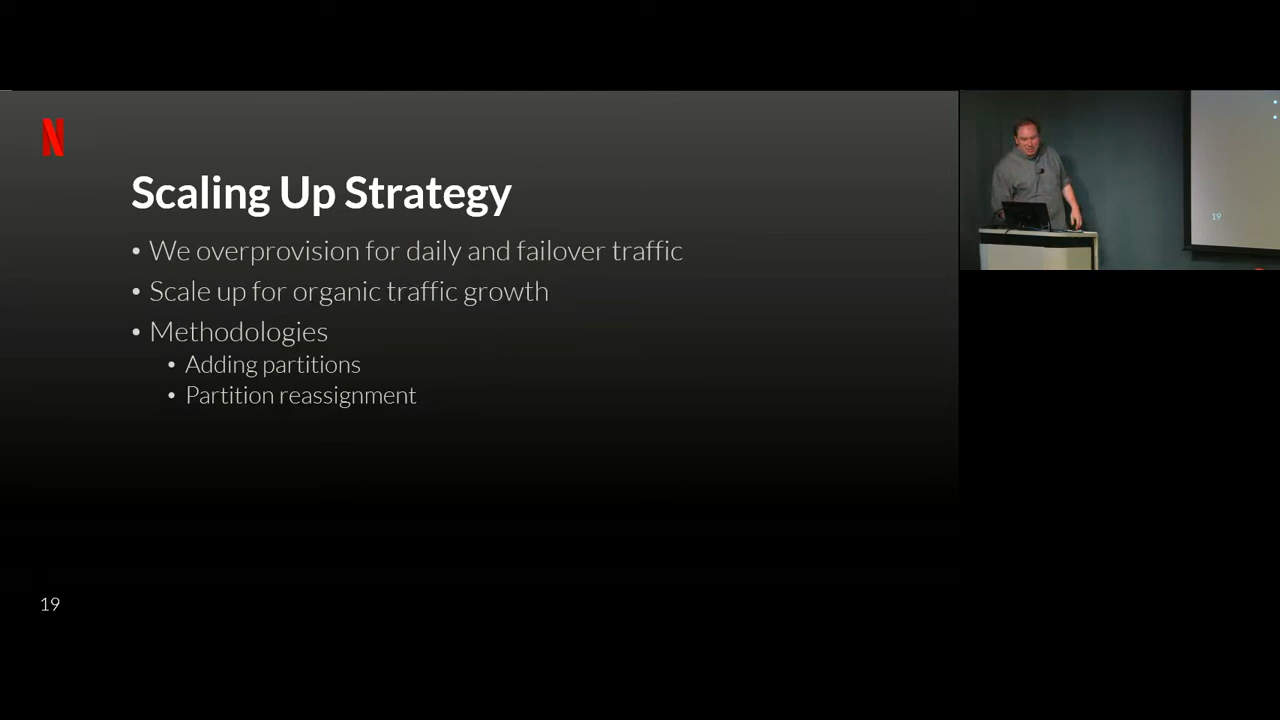 N
Scaling Up Strategy
• We overprovision for daily and failover traffic
• Scale up for organic traffic growth
• Methodologies
• Adding partitions
• Partition reassignment
19
19